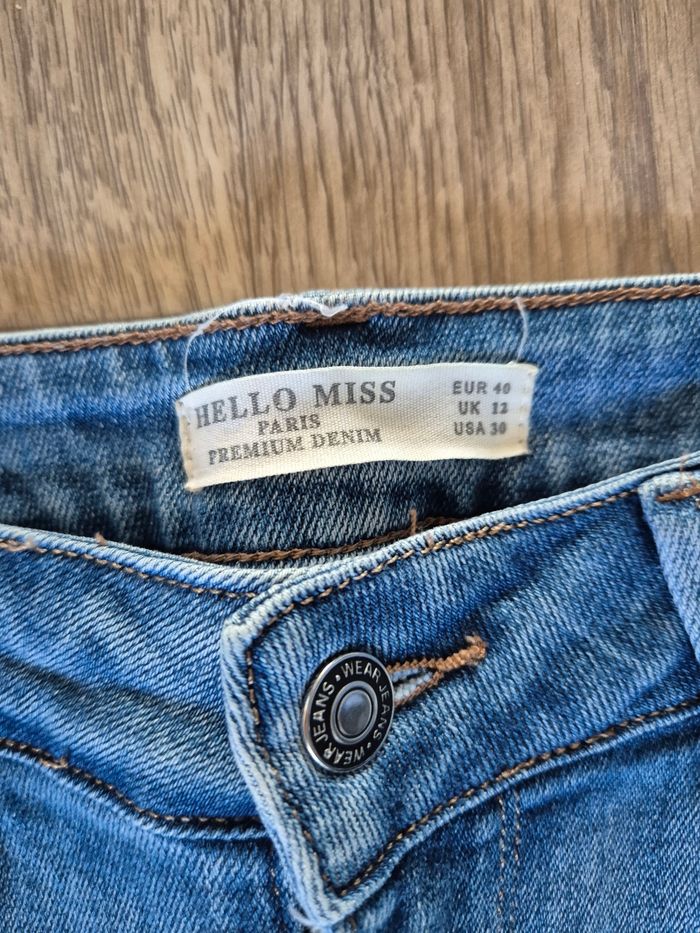 HELLO MISS
PARIS
PREMIUM DENIM
EUR 40
UK 12
USA 30
WEAR JEANS • WEAR JEANS •